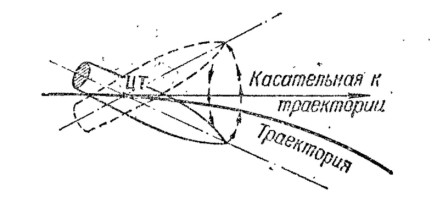 ЦТ
Касательная к
траектории
Траектория